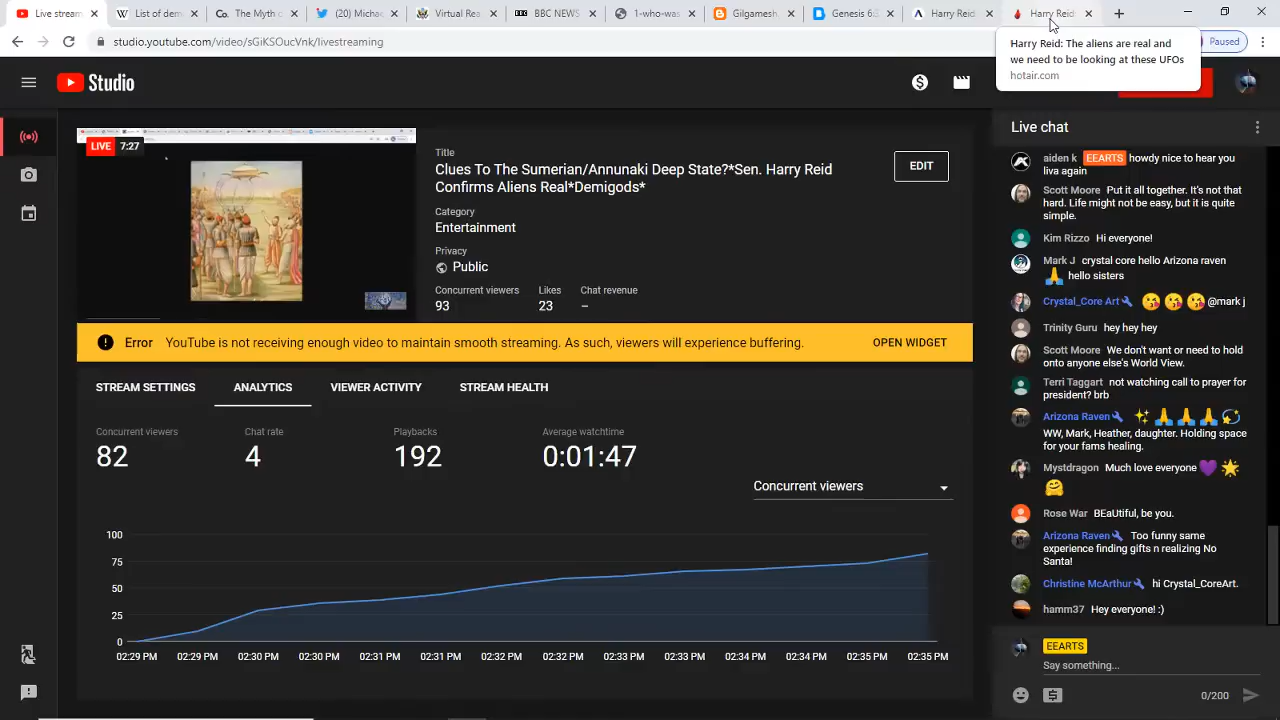 Live stream
List of dem
Co. The Myth c
(20) Michae
Virtual Rea
BBC NEWS
1-who-was
Gilgamesh
Genesis 6:
Harry Reid
Harry Reid
studio.youtube.com/video/sGiKSOucVnk/livestreaming
Paused
Harry Reid: The aliens are real and
we need to be looking at these UFOs
hotair.com
Studio
LIVE 7:27
Title
Clues To The Sumerian/Annunaki Deep State?*Sen. Harry Reid
Confirms Aliens Real*Demigods*
EDIT
Category
Entertainment
Privacy
Public
Concurrent viewers Likes Chat revenue
93 23 –
Error YouTube is not receiving enough video to maintain smooth streaming. As such, viewers will experience buffering. OPEN WIDGET
STREAM SETTINGS ANALYTICS VIEWER ACTIVITY STREAM HEALTH
Concurrent viewers Chat rate Playbacks Average watchtime
82 4 192 0:01:47
Concurrent viewers
100
75
50
25
0
02:29 PM 02:29 PM 02:30 PM 02:30 PM 02:31 PM 02:31 PM 02:32 PM 02:32 PM 02:33 PM 02:33 PM 02:34 PM 02:34 PM 02:35 PM 02:35 PM
Live chat
aiden k EEARTS howdy nice to hear you
liva again
Scott Moore Put it all together. It's not that
hard. Life might not be easy, but it is quite
simple.
Kim Rizzo Hi everyone!
Mark J crystal core hello Arizona raven
🙏 hello sisters
Crystal_Core Art 😘 😘 😘 @mark j
Trinity Guru hey hey hey
Scott Moore We don't want or need to hold
onto anyone else's World View.
Terri Taggart not watching call to prayer for
president? brb
Arizona Raven ✨ 🙏 🙏 🙏 💫
WW, Mark, Heather, daughter. Holding space
for your fams healing.
Mystdragon Much love everyone 💜 🌟
🤗
Rose War BEaUtiful, be you.
Arizona Raven Too funny same
experience finding gifts n realizing No
Santa!
Christine McArthur hi Crystal_CoreArt.
hamm37 Hey everyone! :)
EEARTS
Say something...
0/200